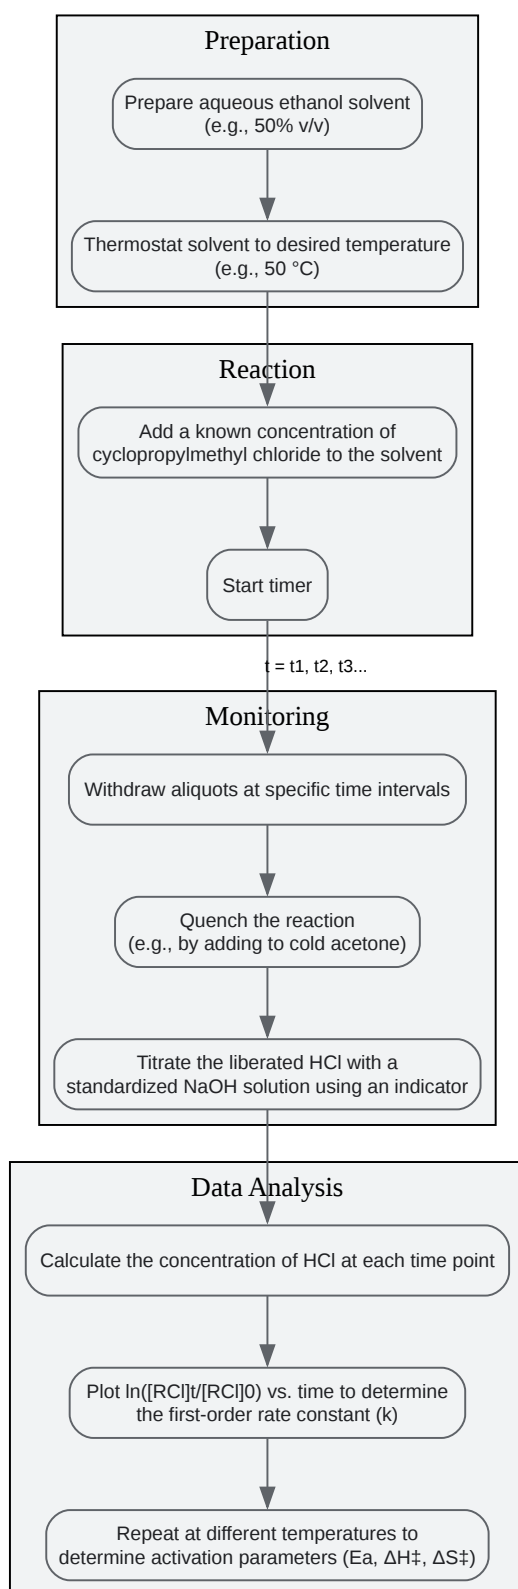 Preparation
Prepare aqueous ethanol solvent
(e.g., 50% v/v)
Thermostat solvent to desired temperature
(e.g., 50 °C)
Reaction
Add a known concentration of
cyclopropylmethyl chloride to the solvent
Start timer
t = t1, t2, t3...
Monitoring
Withdraw aliquots at specific time intervals
Quench the reaction
(e.g., by adding to cold acetone)
Titrate the liberated HCl with a
standardized NaOH solution using an indicator
Data Analysis
Calculate the concentration of HCl at each time point
Plot ln([RCl]t/[RCl]0) vs. time to determine
the first-order rate constant (k)
Repeat at different temperatures to
determine activation parameters (Ea, ΔH‡, ΔS‡)